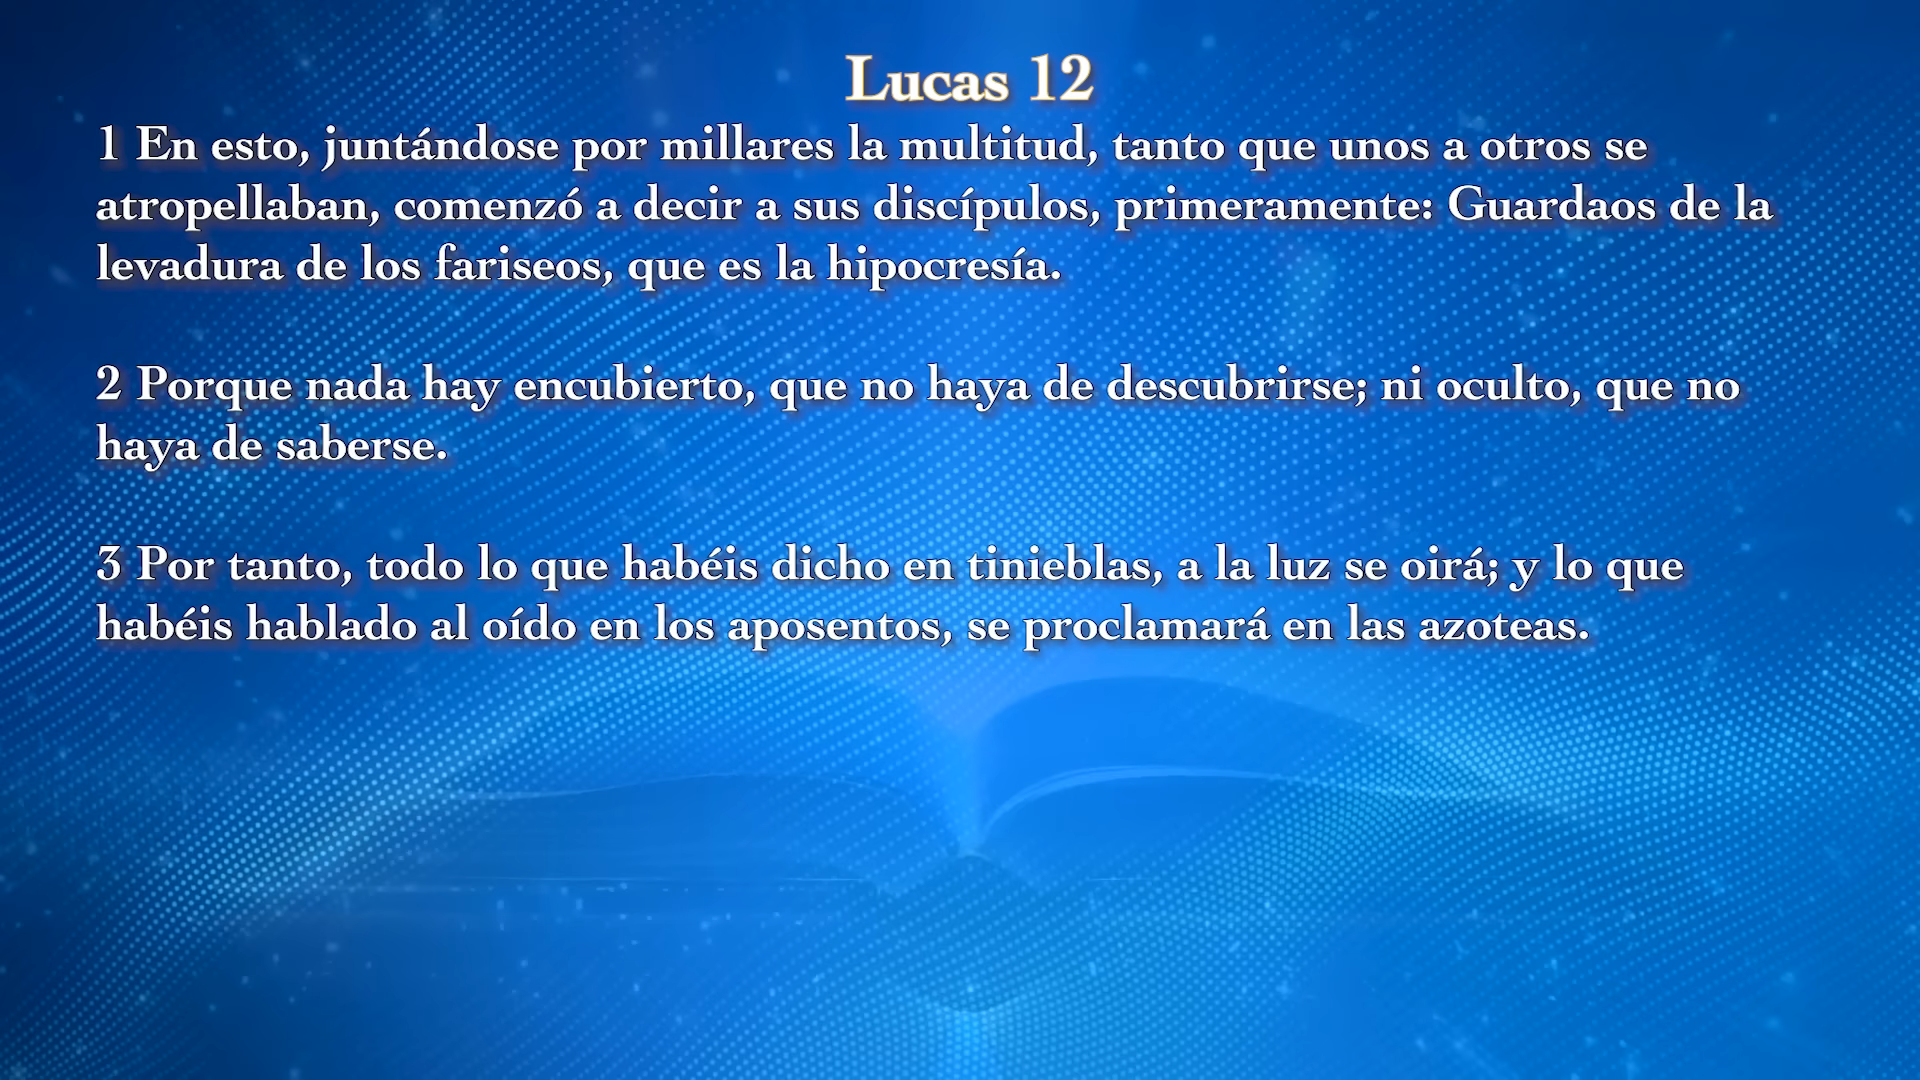 Lucas 12
1 En esto, juntándose por millares la multitud, tanto que unos a otros se
atropellaban, comenzó a decir a sus discípulos, primeramente: Guardaos de la
levadura de los fariseos, que es la hipocresía.
2 Porque nada hay encubierto, que no haya de descubrirse; ni oculto, que no
haya de saberse.
3 Por tanto, todo lo que habéis dicho en tinieblas, a la luz se oirá; y lo que
habéis hablado al oído en los aposentos, se proclamará en las azoteas.